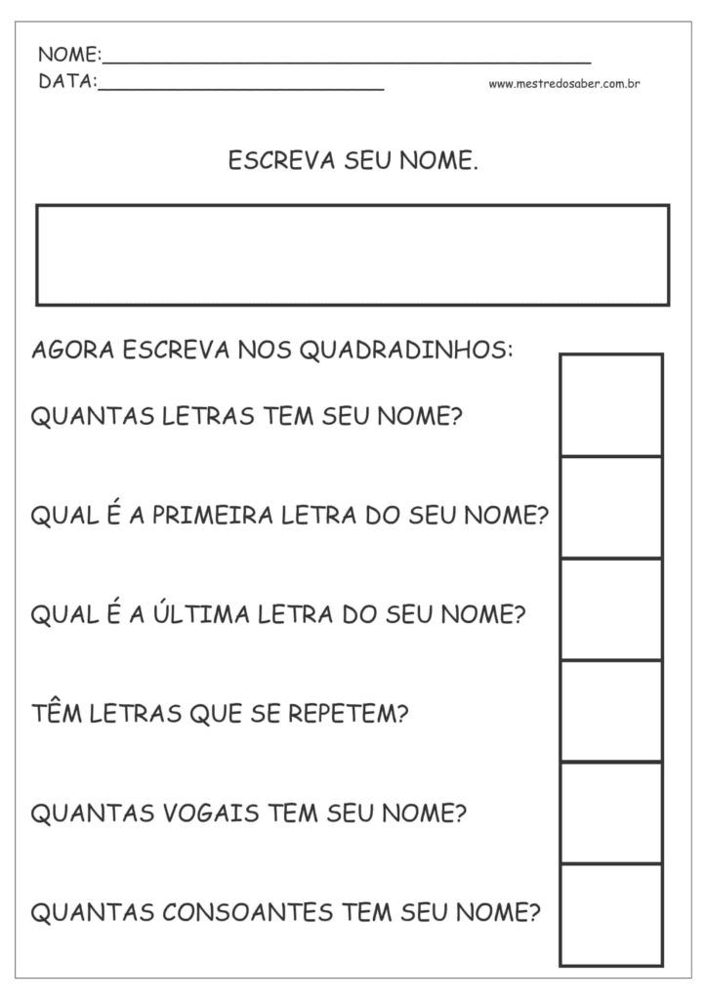 NOME:_______________________________________
DATA:_______________________ www.mestredosaber.com.br
ESCREVA SEU NOME.
AGORA ESCREVA NOS QUADRADINHOS:
QUANTAS LETRAS TEM SEU NOME?
QUAL É A PRIMEIRA LETRA DO SEU NOME?
QUAL É A ÚLTIMA LETRA DO SEU NOME?
TÊM LETRAS QUE SE REPETEM?
QUANTAS VOGAIS TEM SEU NOME?
QUANTAS CONSOANTES TEM SEU NOME?